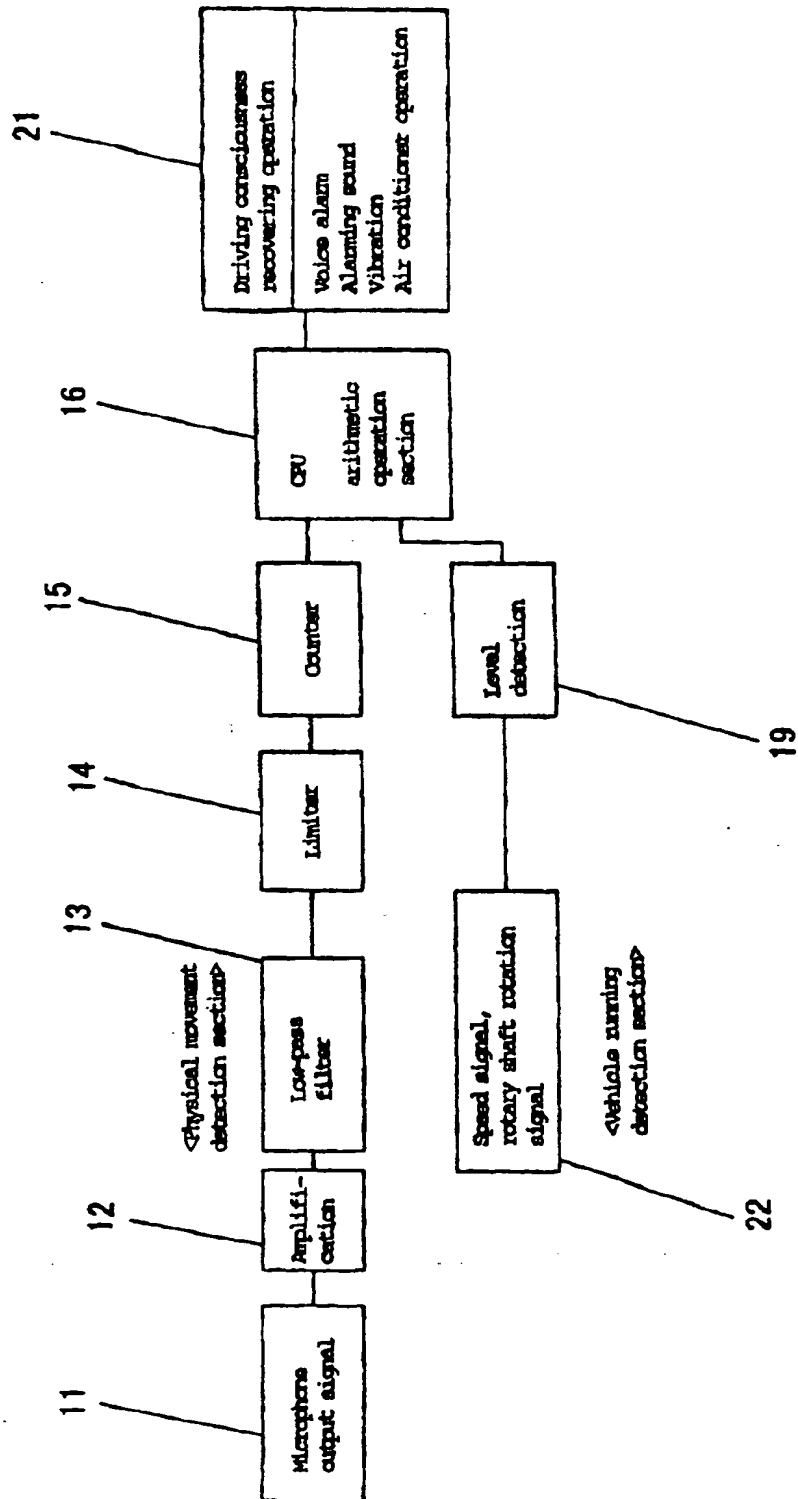 11
Microphone
output signal
12
Amplifi-
cation
<Physical movement
detection section>
13
Low-pass
filter
14
Limiter
15
Counter
16
CPU
arithmetic
operation
section
21
Driving consciousness
recovering operation
Voice alarm
Alarming sound
Vibration
Air conditioner operation
22
Speed signal,
rotary shaft rotation
signal
<Vehicle running
detection section>
19
Level
detection